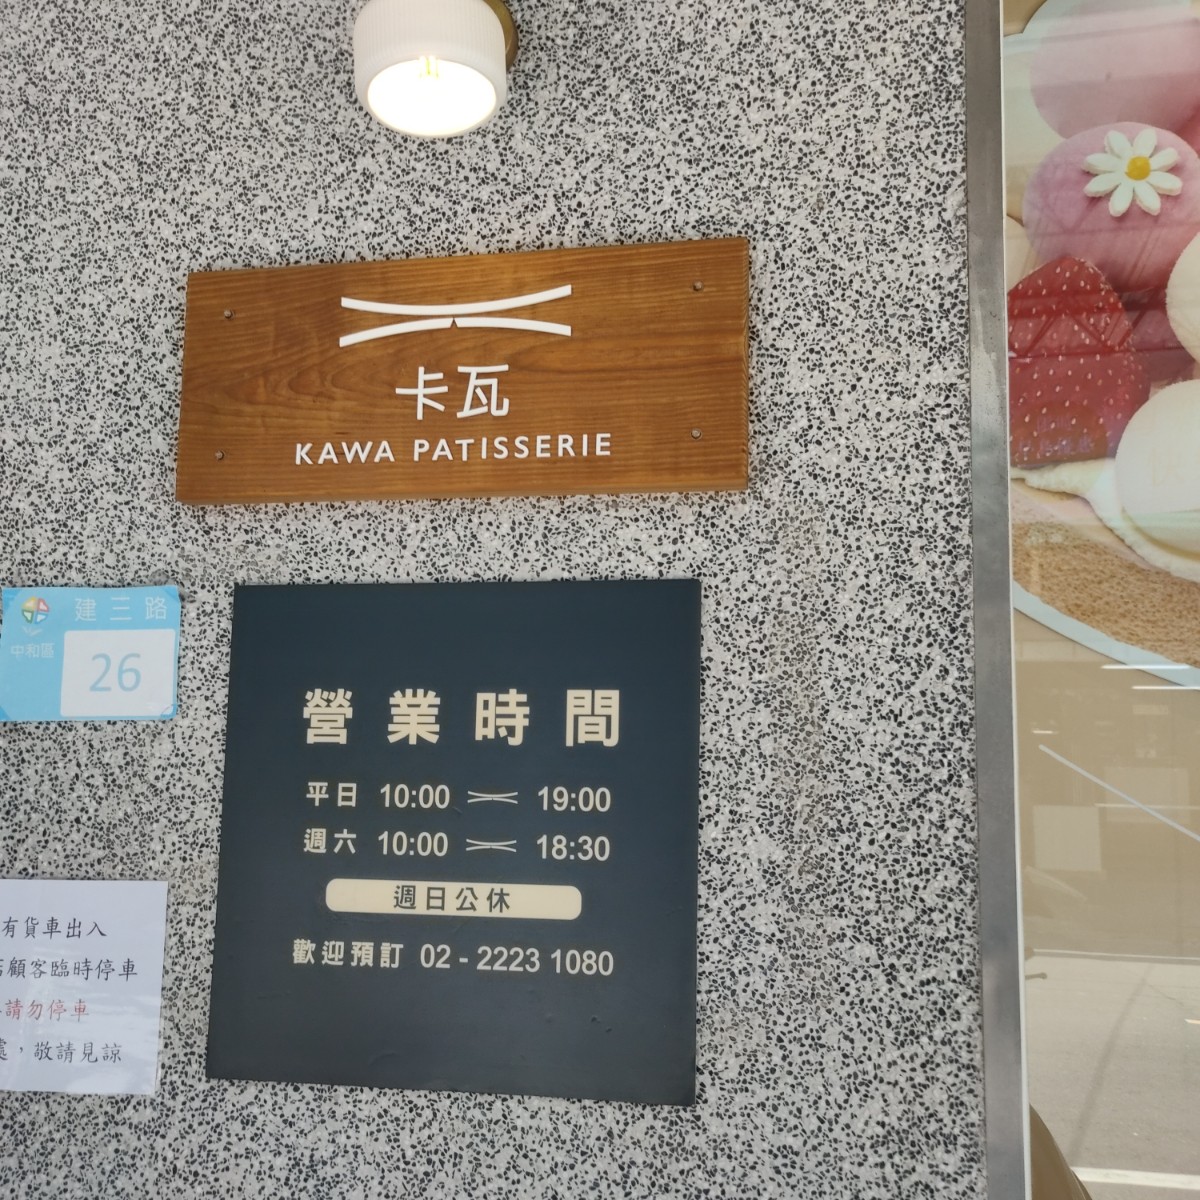 卡瓦
KAWA PATISSERIE
建三路
中和區
26
營業時間
平日 10:00 19:00
週六 10:00 18:30
週日公休
歡迎預訂 02 - 2223 1080
有貨車出入
顧客臨時停車
請勿停車
，敬請見諒